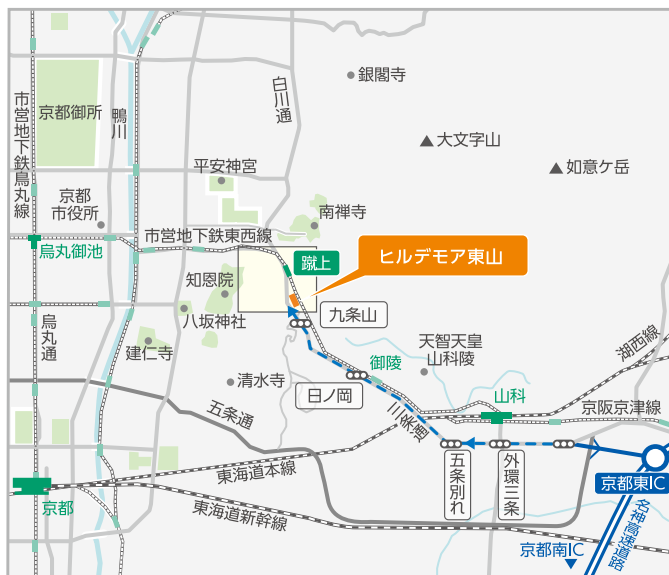 銀閣寺
白川通
大文字山
如意ケ岳
市営地下鉄烏丸線
京都御所
鴨川
平安神宮
京都
市役所
南禅寺
市営地下鉄東西線
烏丸御池
蹴上
ヒルデモア東山
知恩院
九条山
八坂神社
烏丸通
建仁寺
天智天皇
山科陵
湖西線
御陵
清水寺
日ノ岡
山科
五条通
三条通
京阪京津線
五条別れ
外環三条
東海道本線
京都東IC
京都
東海道新幹線
名神高速道路
京都南IC